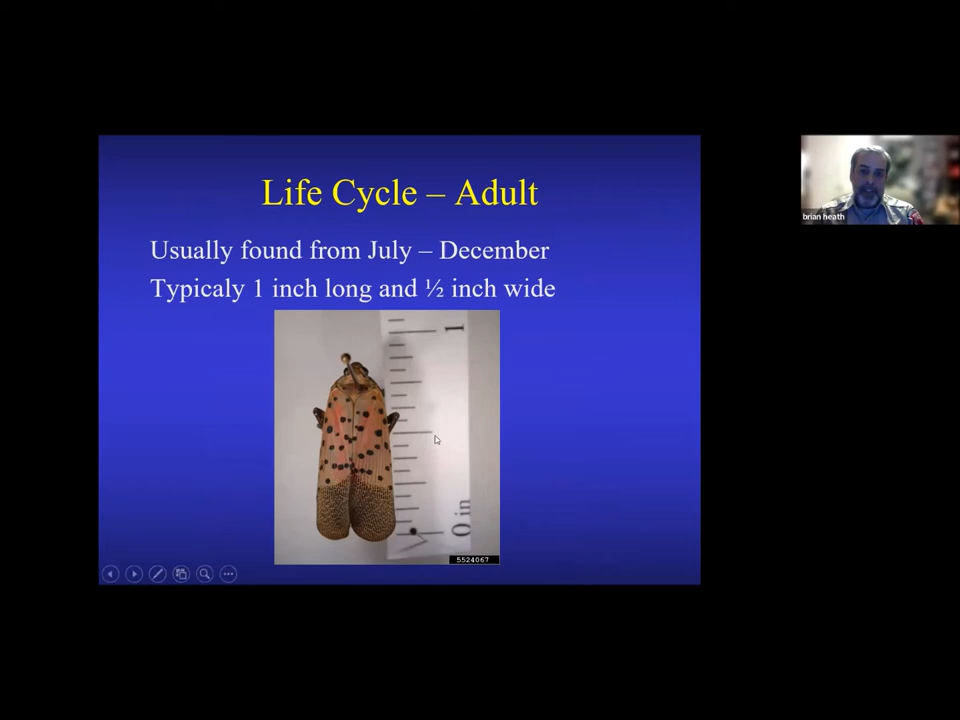 Life Cycle – Adult
Usually found from July – December
Typicaly 1 inch long and ½ inch wide
1
0 in
5524067
brian heath